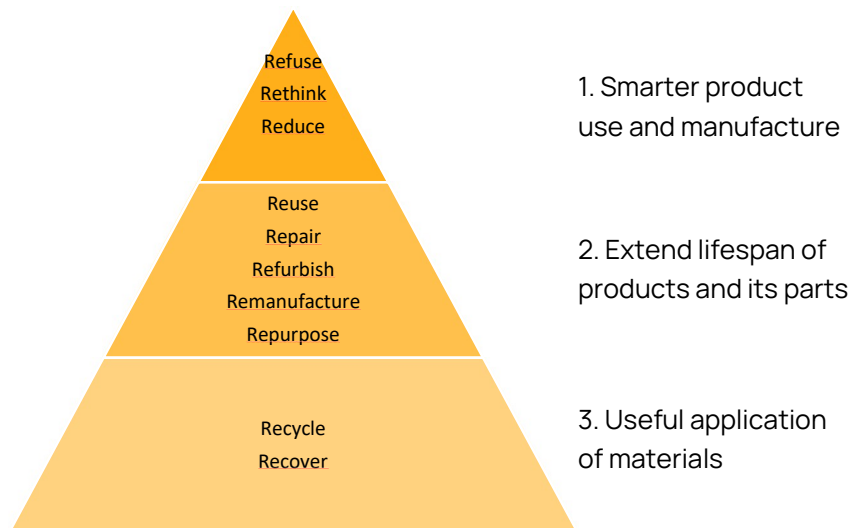 Refuse
Rethink
Reduce
1. Smarter product
use and manufacture
Reuse
Repair
Refurbish
Remanufacture
Repurpose
2. Extend lifespan of
products and its parts
Recycle
Recover
3. Useful application
of materials